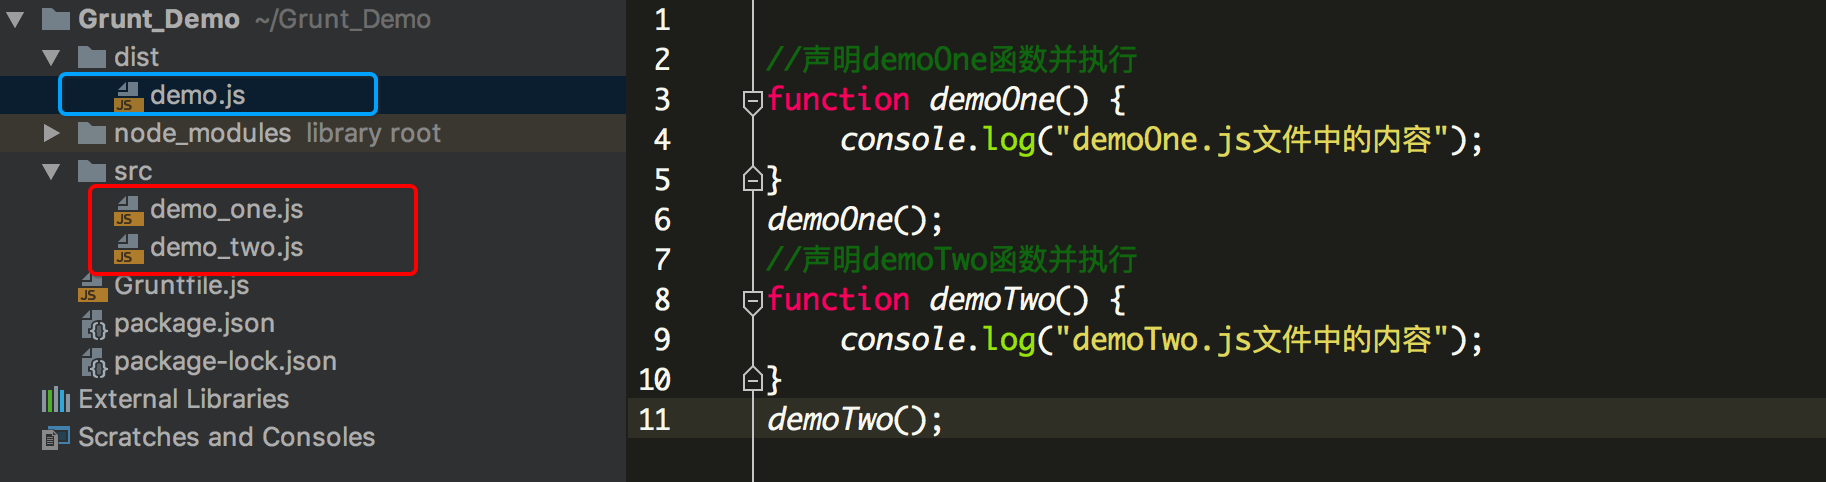 Grunt_Demo ~/Grunt_Demo
dist
JS demo.js
node_modules library root
src
JS demo_one.js
JS demo_two.js
JS Gruntfile.js
package.json
package-lock.json
External Libraries
Scratches and Consoles
1
2 //声明demoOne函数并执行
3 function demoOne() {
4 console.log("demoOne.js文件中的内容");
5 }
6 demoOne();
7 //声明demoTwo函数并执行
8 function demoTwo() {
9 console.log("demoTwo.js文件中的内容");
10 }
11 demoTwo();